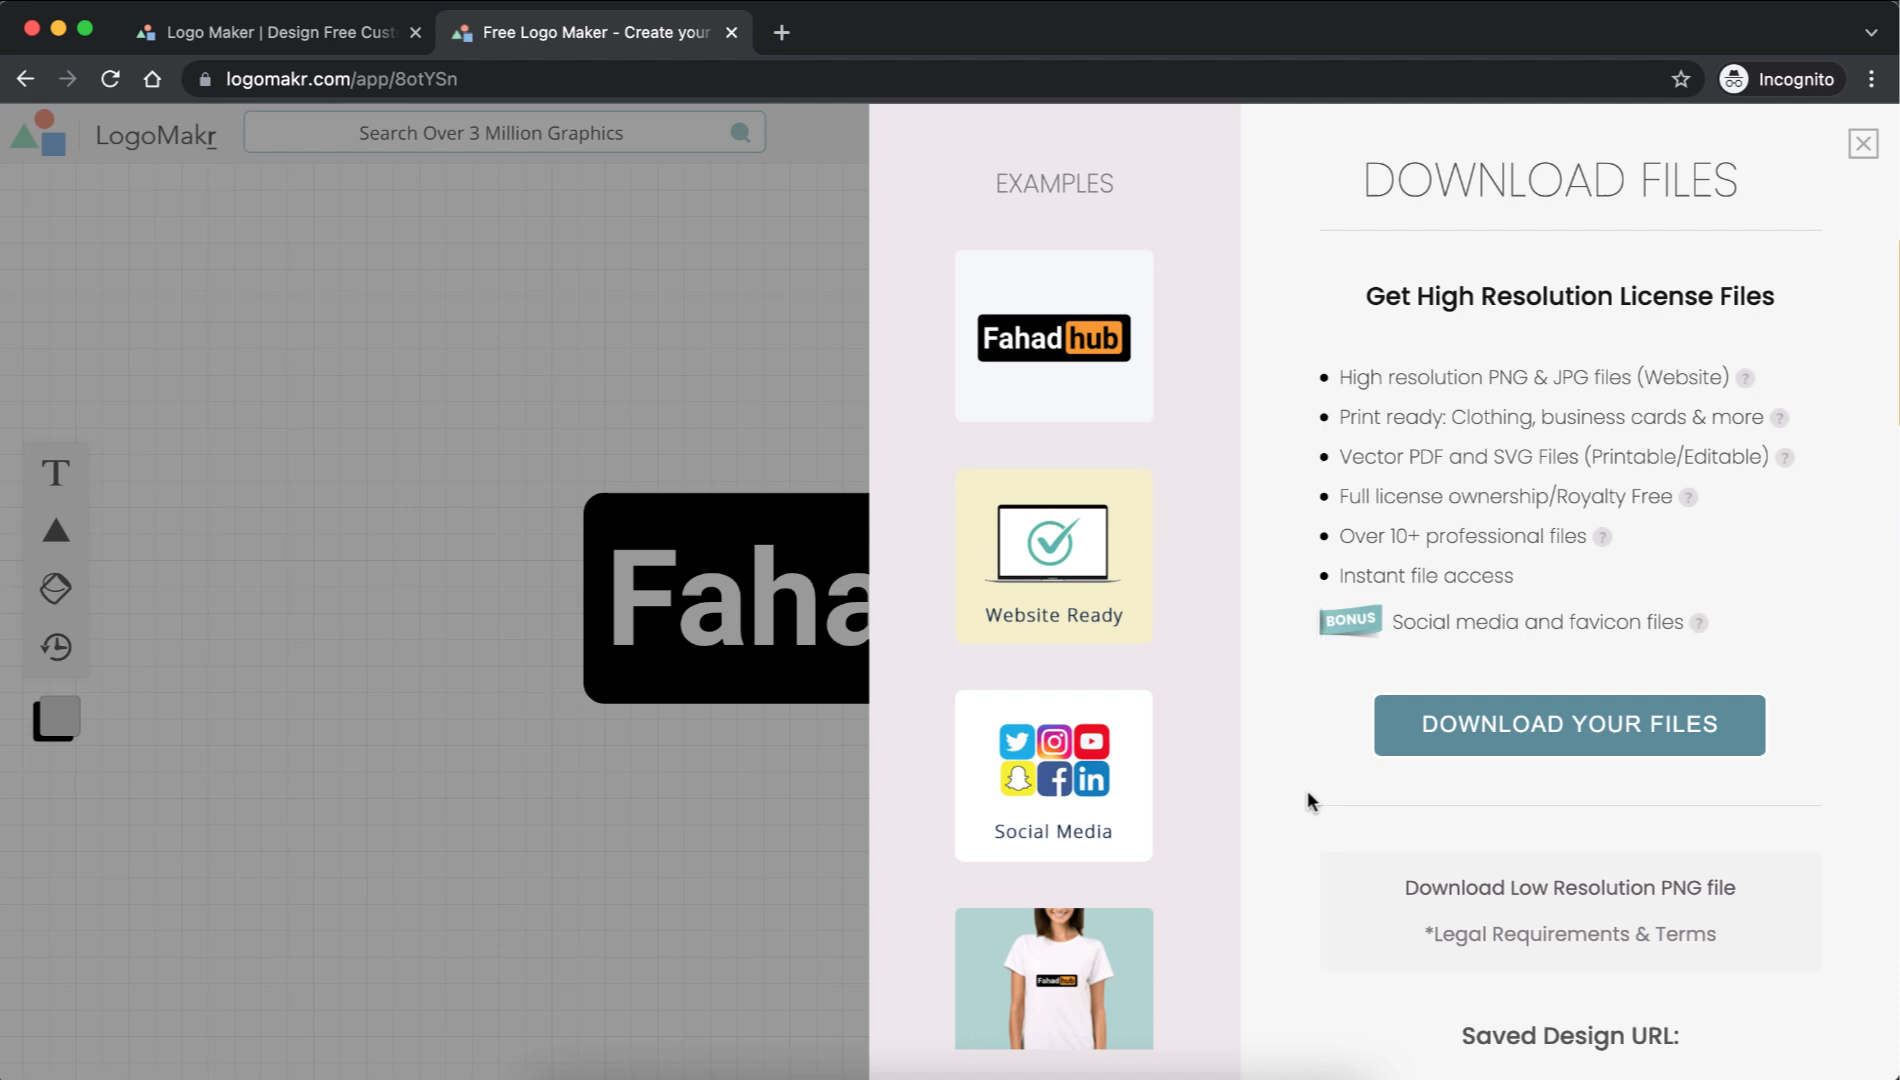 Logo Maker | Design Free Cust
Free Logo Maker - Create your
logomakr.com/app/8otYSn
Incognito
LogoMakr
Search Over 3 Million Graphics
T
Faha
EXAMPLES
Fahad hub
Website Ready
Social Media
Fahad hub
DOWNLOAD FILES
Get High Resolution License Files
High resolution PNG & JPG files (Website) ?
Print ready: Clothing, business cards & more ?
Vector PDF and SVG Files (Printable/Editable) ?
Full license ownership/Royalty Free ?
Over 10+ professional files ?
Instant file access
BONUS Social media and favicon files ?
DOWNLOAD YOUR FILES
Download Low Resolution PNG file
*Legal Requirements & Terms
Saved Design URL: